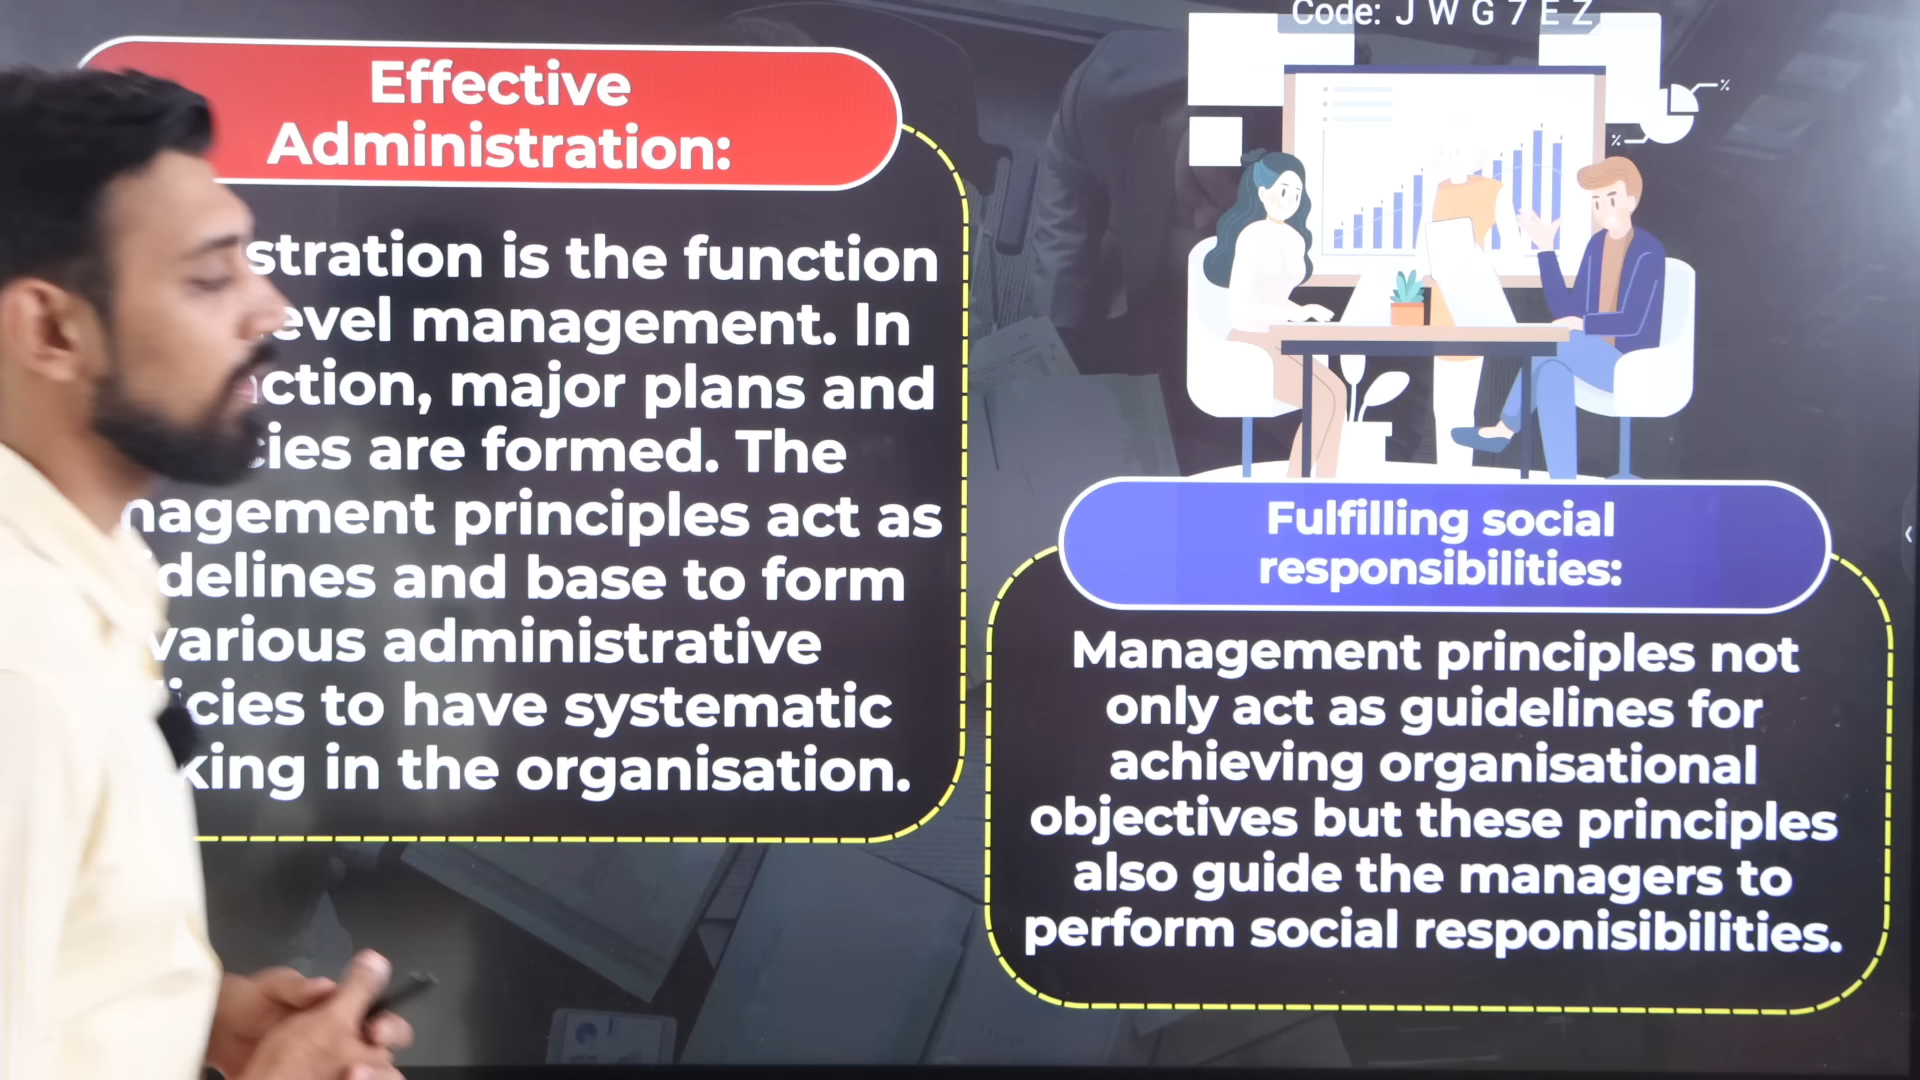 Code: J W G 7 E Z
Effective
Administration:
stration is the function
evel management. In
ction, major plans and
cies are formed. The
nagement principles act as
delines and base to form
various administrative
icies to have systematic
king in the organisation.
Fulfilling social
responsibilities:
Management principles not
only act as guidelines for
achieving organisational
objectives but these principles
also guide the managers to
perform social responisibilities.
%
%